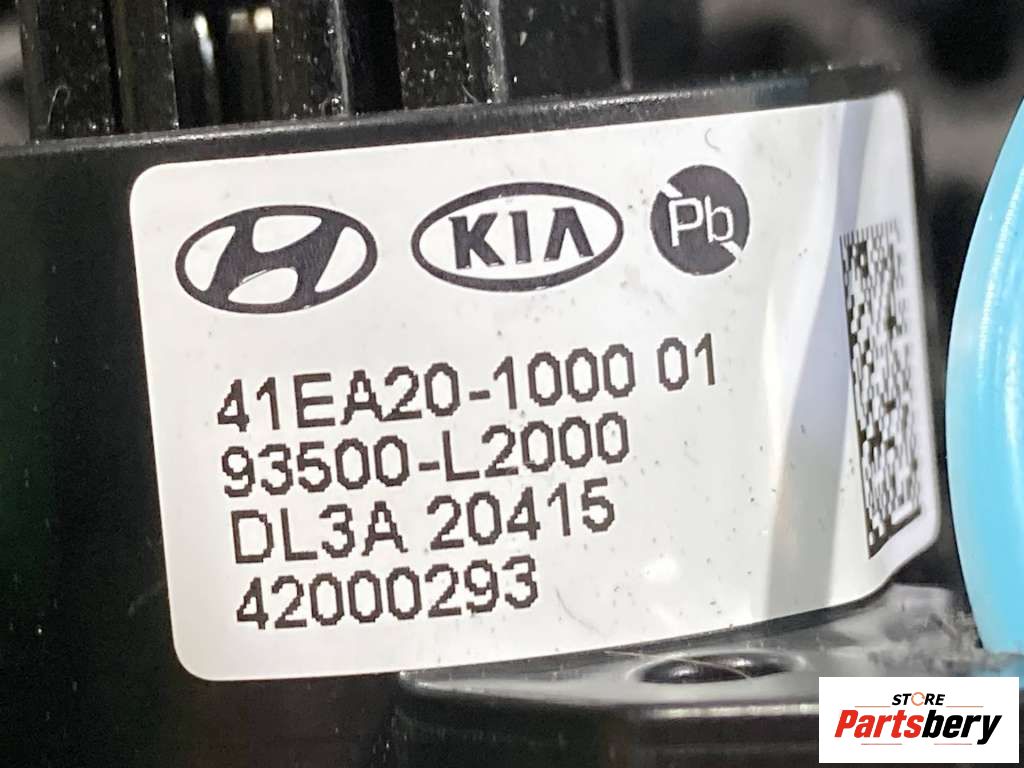 KIA Pb
41EA20-1000 01
93500-L2000
DL3A 20415
42000293
STORE
Partsbery